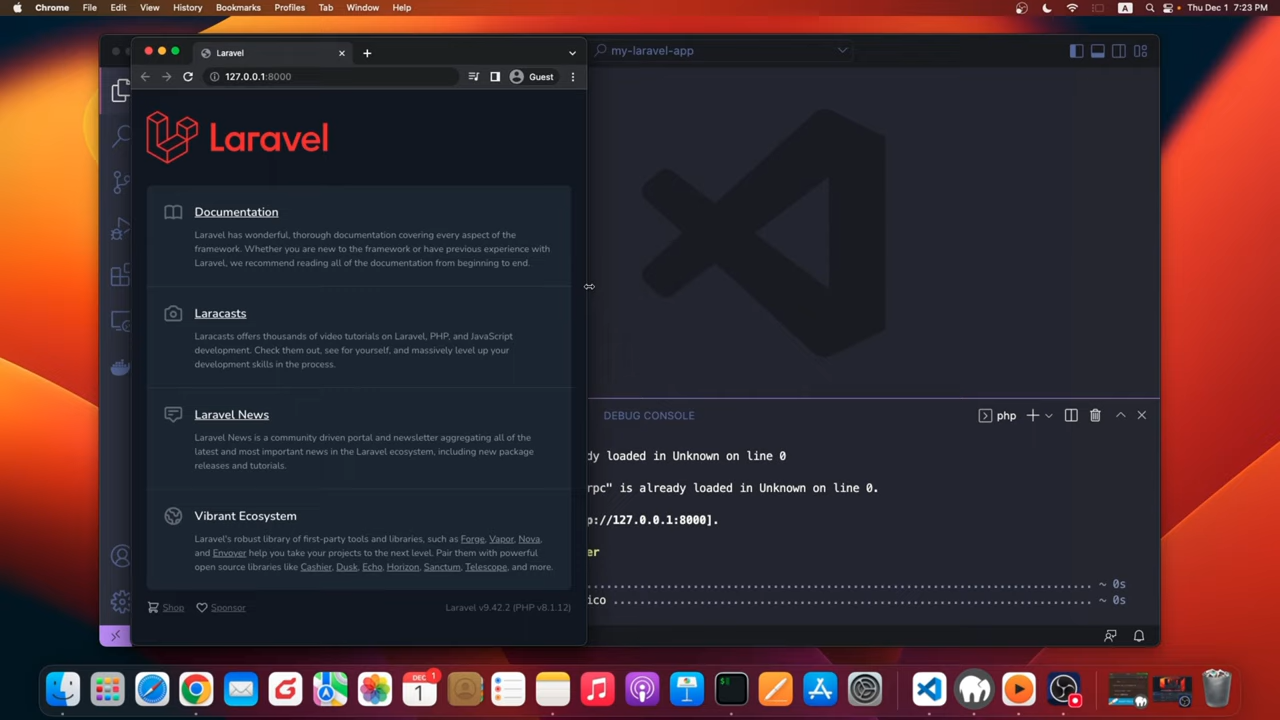 Chrome File Edit View History Bookmarks Profiles Tab Window Help A Thu Dec 1 7:23 PM
Laravel
my-laravel-app
127.0.0.1:8000
Guest
Laravel
Documentation
Laravel has wonderful, thorough documentation covering every aspect of the
framework. Whether you are new to the framework or have previous experience with
Laravel, we recommend reading all of the documentation from beginning to end.
Laracasts
Laracasts offers thousands of video tutorials on Laravel, PHP, and JavaScript
development. Check them out, see for yourself, and massively level up your
development skills in the process.
Laravel News
Laravel News is a community driven portal and newsletter aggregating all of the
latest and most important news in the Laravel ecosystem, including new package
releases and tutorials.
Vibrant Ecosystem
Laravel's robust library of first-party tools and libraries, such as Forge, Vapor, Nova,
and Envoyer help you take your projects to the next level. Pair them with powerful
open source libraries like Cashier, Dusk, Echo, Horizon, Sanctum, Telescope, and more.
Shop Sponsor Laravel v9.42.2 (PHP v8.1.12)
DEBUG CONSOLE
php
dy loaded in Unknown on line 0
rpc" is already loaded in Unknown on line 0.
p://127.0.0.1:8000].
er
~ 0s
ico ~ 0s
DEC
1
1